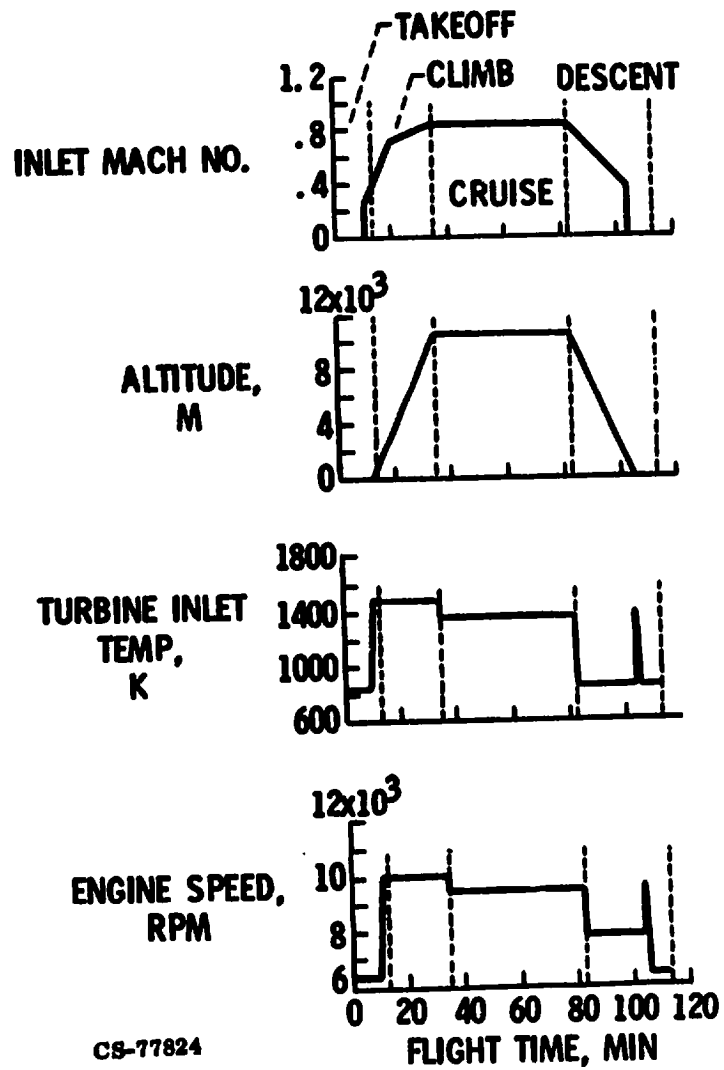 TAKEOFF
CLIMB
DESCENT
1.2
.8
.4
0
INLET MACH NO.
CRUISE
12x10³
8
4
0
ALTITUDE,
M
1800
1400
1000
600
TURBINE INLET
TEMP,
K
12x10³
10
8
6
ENGINE SPEED,
RPM
0 20 40 60 80 100 120
FLIGHT TIME, MIN
CS-77824